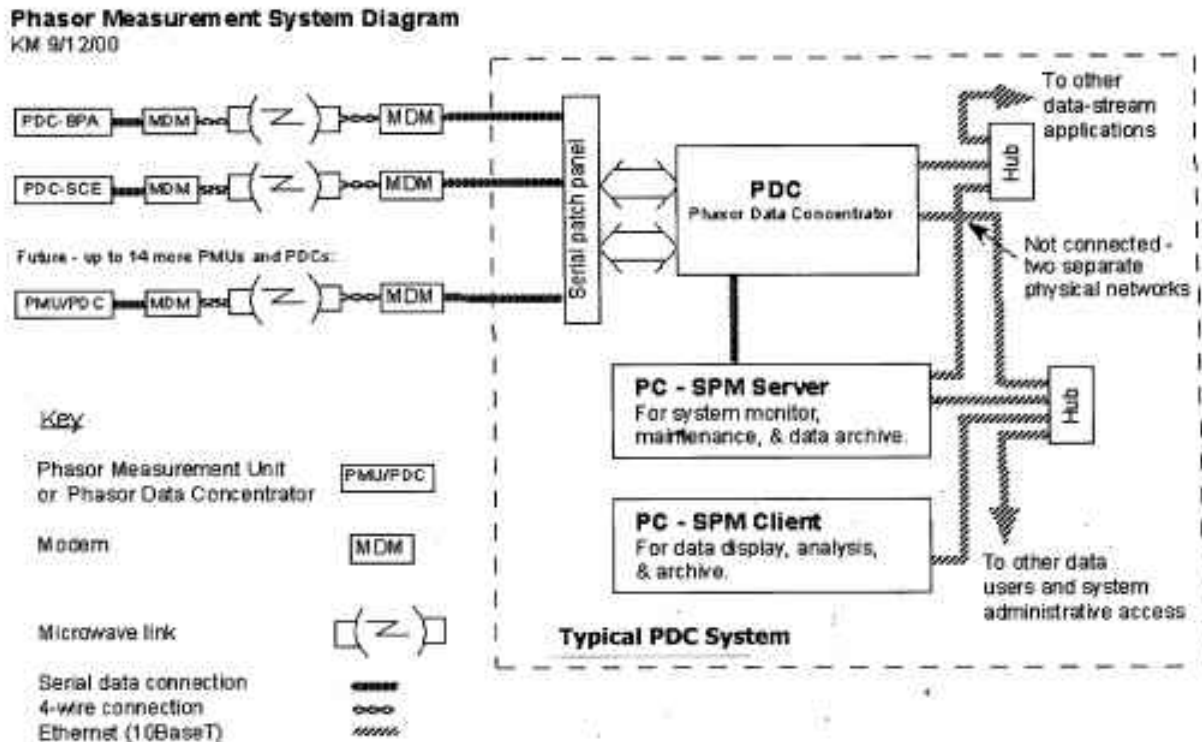 Phasor Measurement System Diagram
KM 9/12/00
PDC-BPA
MDM
MDM
PDC-SCE
MDM
MDM
Future - up to 14 more PMUs and PDCs:
PMU/PDC
MDM
MDM
Serial patch panel
PDC
Phaxor Data Concentrator
Hub
To other
data-stream
applications
Not connected -
two separate
physical networks
PC - SPM Server
For system monitor,
maintenance, & data archive.
Hub
PC - SPM Client
For data display, analysis,
& archive.
To other data
users and system
administrative access
Typical PDC System
Key
Phasor Measurement Unit
or Phasor Data Concentrator
PMU/PDC
Modem
MDM
Microwave link
Serial data connection
4-wire connection
Ethernet (10BaseT)